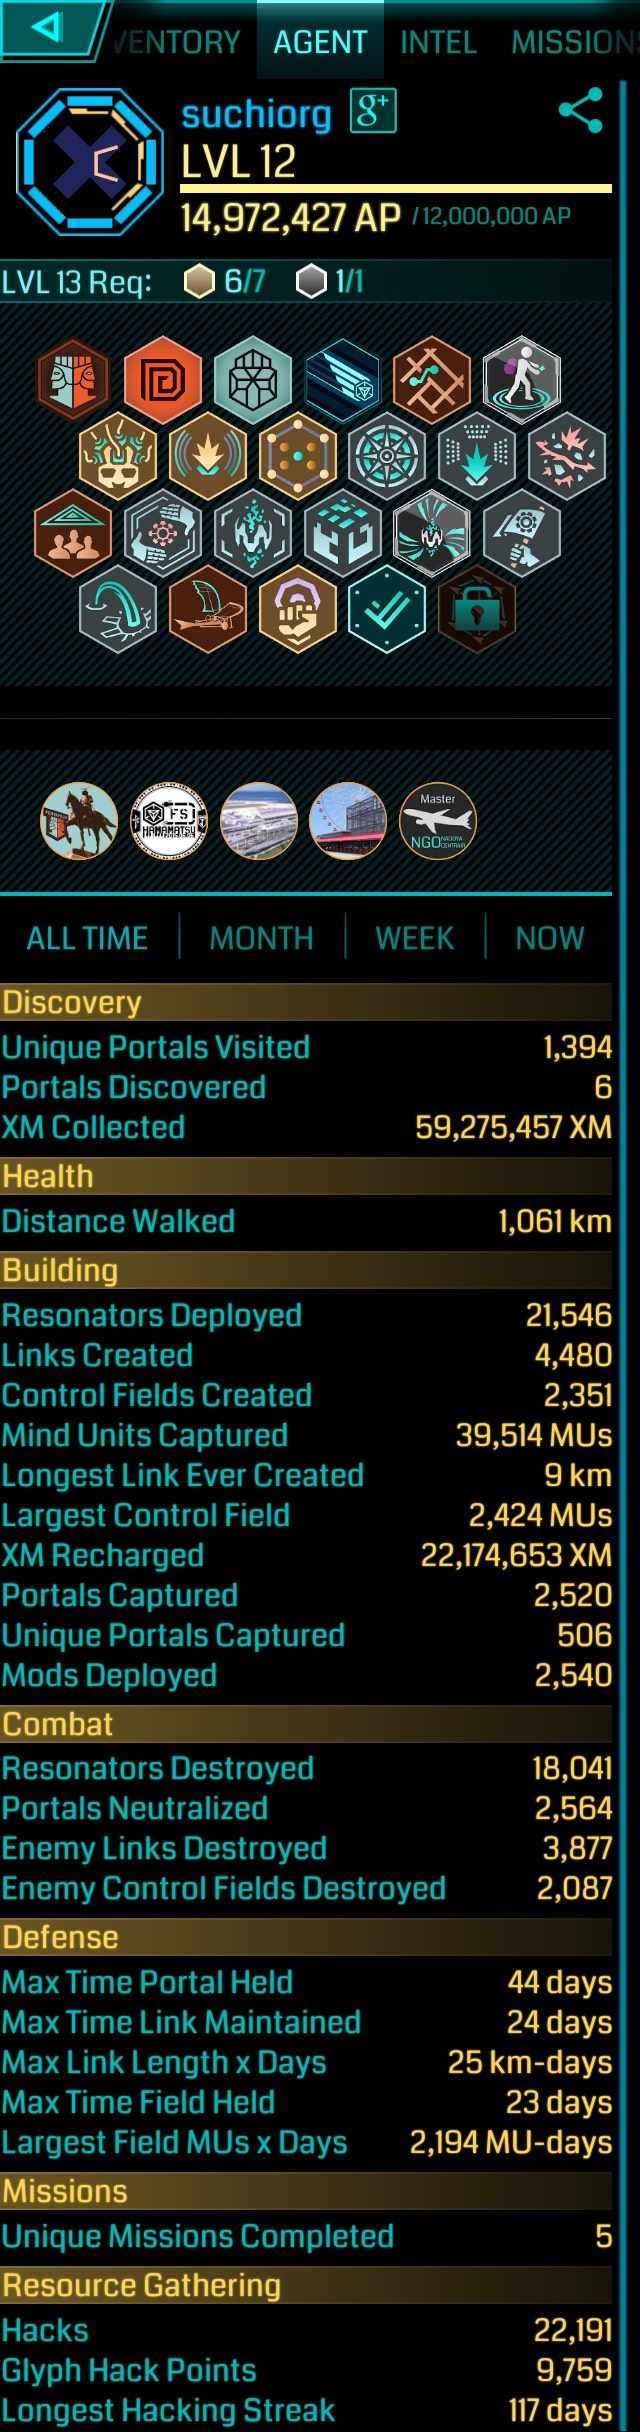 VENTORY AGENT INTEL MISSIONS
suchiorg g+
LVL 12
14,972,427 AP / 12,000,000 AP
LVL 13 Req: 6/7 1/1
FS
HAMAMATSU
Master
NGO NAGOYA CENTRAIR
ALL TIME MONTH WEEK NOW
Discovery
Unique Portals Visited 1,394
Portals Discovered 6
XM Collected 59,275,457 XM
Health
Distance Walked 1,061 km
Building
Resonators Deployed 21,546
Links Created 4,480
Control Fields Created 2,351
Mind Units Captured 39,514 MUs
Longest Link Ever Created 9 km
Largest Control Field 2,424 MUs
XM Recharged 22,174,653 XM
Portals Captured 2,520
Unique Portals Captured 506
Mods Deployed 2,540
Combat
Resonators Destroyed 18,041
Portals Neutralized 2,564
Enemy Links Destroyed 3,877
Enemy Control Fields Destroyed 2,087
Defense
Max Time Portal Held 44 days
Max Time Link Maintained 24 days
Max Link Length x Days 25 km-days
Max Time Field Held 23 days
Largest Field MUs x Days 2,194 MU-days
Missions
Unique Missions Completed 5
Resource Gathering
Hacks 22,191
Glyph Hack Points 9,759
Longest Hacking Streak 117 days